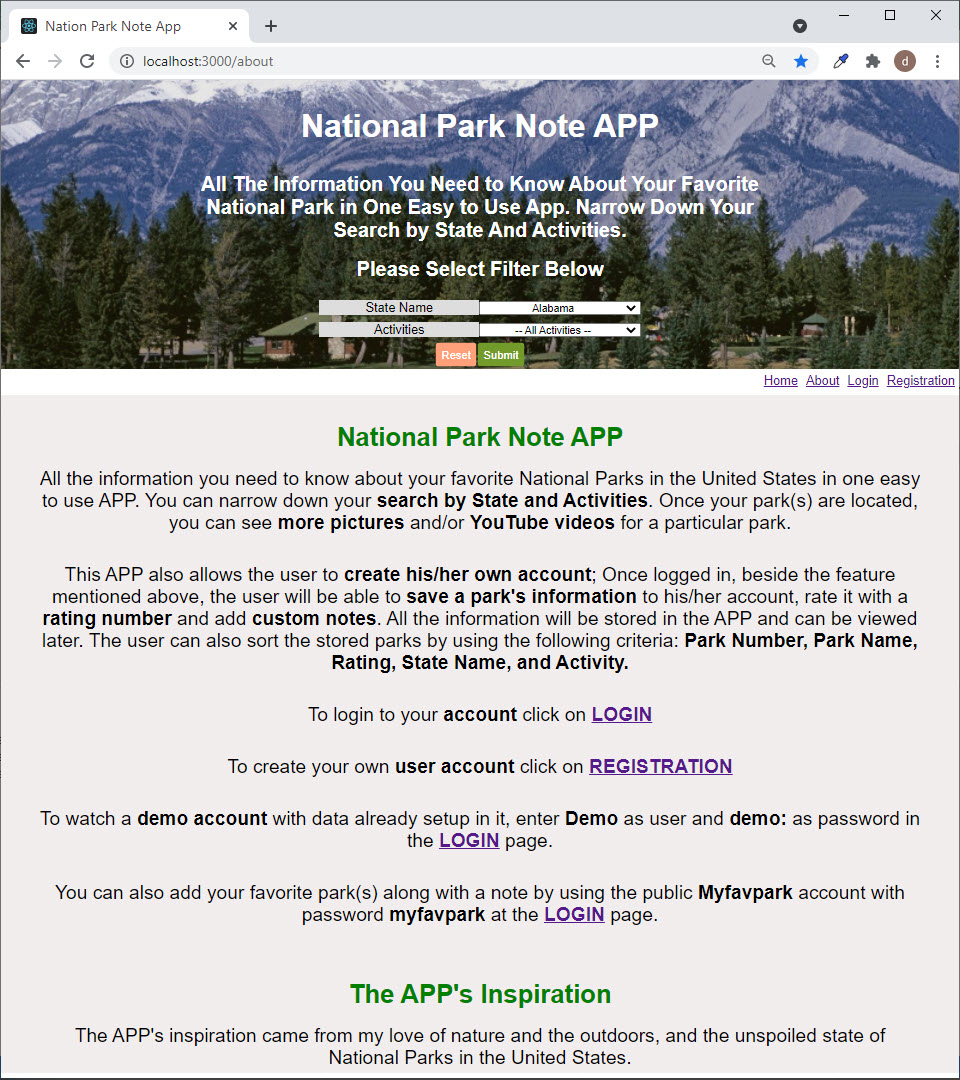 Nation Park Note App
localhost:3000/about
d
National Park Note APP
All The Information You Need to Know About Your Favorite
National Park in One Easy to Use App. Narrow Down Your
Search by State And Activities.
Please Select Filter Below
State Name Alabama
Activities -- All Activities --
Reset Submit
Home About Login Registration
National Park Note APP
All the information you need to know about your favorite National Parks in the United States in one easy
to use APP. You can narrow down your search by State and Activities. Once your park(s) are located,
you can see more pictures and/or YouTube videos for a particular park.
This APP also allows the user to create his/her own account; Once logged in, beside the feature
mentioned above, the user will be able to save a park's information to his/her account, rate it with a
rating number and add custom notes. All the information will be stored in the APP and can be viewed
later. The user can also sort the stored parks by using the following criteria: Park Number, Park Name,
Rating, State Name, and Activity.
To login to your account click on LOGIN
To create your own user account click on REGISTRATION
To watch a demo account with data already setup in it, enter Demo as user and demo: as password in
the LOGIN page.
You can also add your favorite park(s) along with a note by using the public Myfavpark account with
password myfavpark at the LOGIN page.
The APP's Inspiration
The APP's inspiration came from my love of nature and the outdoors, and the unspoiled state of
National Parks in the United States.